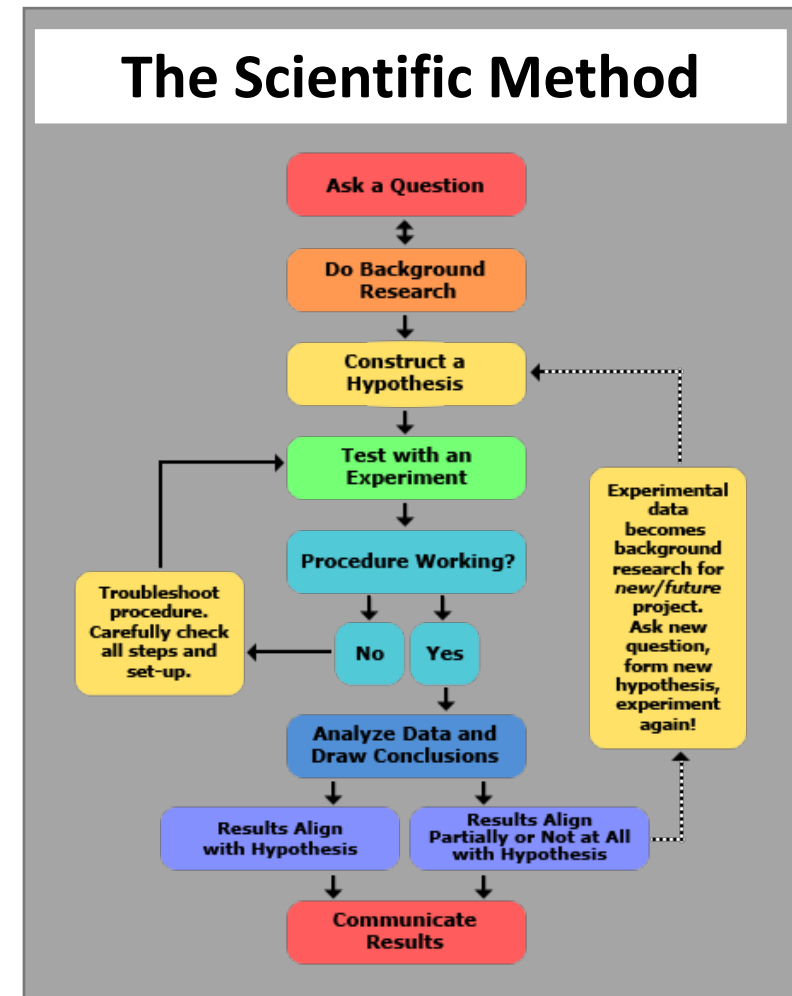 The Scientific Method
Ask a Question
Do Background
Research
Construct a
Hypothesis
Test with an
Experiment
Procedure Working?
No
Yes
Troubleshoot
procedure.
Carefully check
all steps and
set-up.
Analyze Data and
Draw Conclusions
Results Align
with Hypothesis
Results Align
Partially or Not at All
with Hypothesis
Experimental
data
becomes
background
research for
new/future
project.
Ask new
question,
form new
hypothesis,
experiment
again!
Communicate
Results